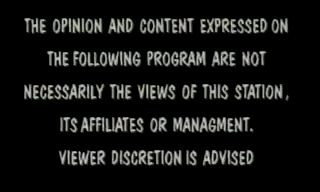 THE OPINION AND CONTENT EXPRESSED ON
THE FOLLOWING PROGRAM ARE NOT
NECESSARILY THE VIEWS OF THIS STATION,
ITS AFFILIATES OR MANAGMENT.
VIEWER DISCRETION IS ADVISED